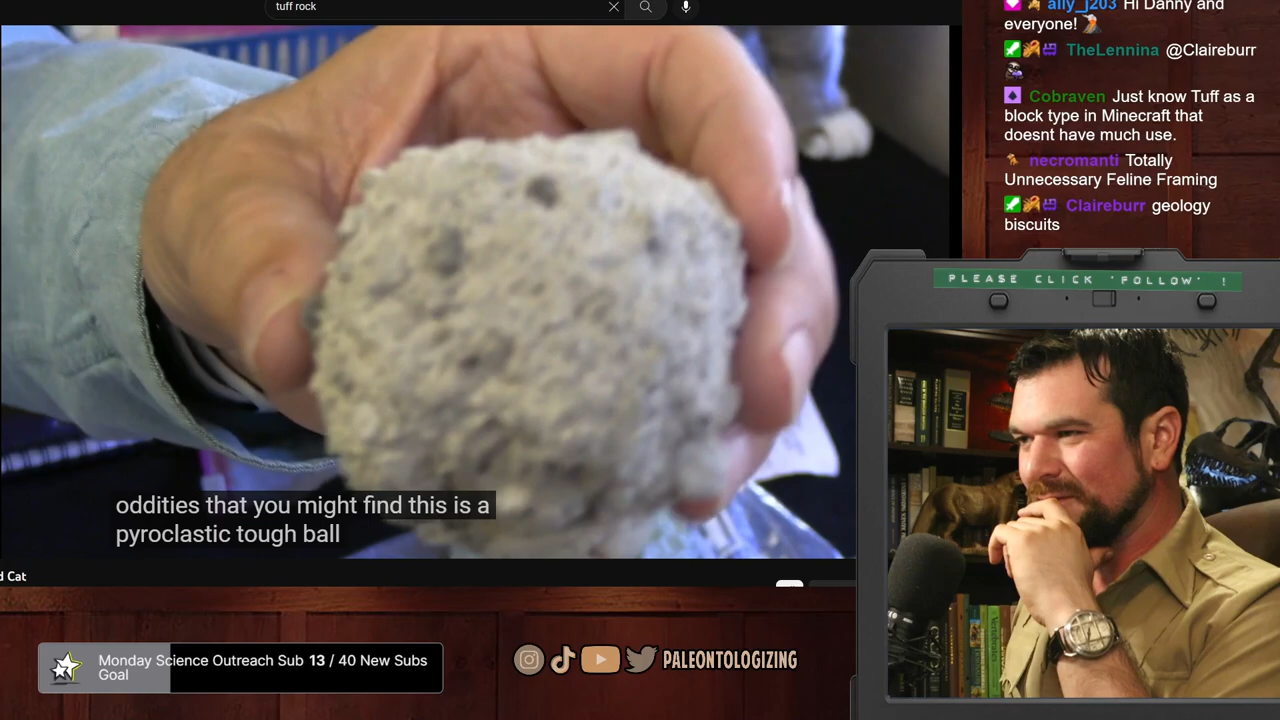 tuff rock
ally_j203 Hi Danny and
everyone!
TheLennina @Claireburr
Cobraven Just know Tuff as a
block type in Minecraft that
doesnt have much use.
necromanti Totally
Unnecessary Feline Framing
Claireburr geology
biscuits
PLEASE CLICK 'FOLLOW' !
oddities that you might find this is a
pyroclastic tough ball
d Cat
Monday Science Outreach Sub 13 / 40 New Subs
Goal
PALEONTOLOGIZING